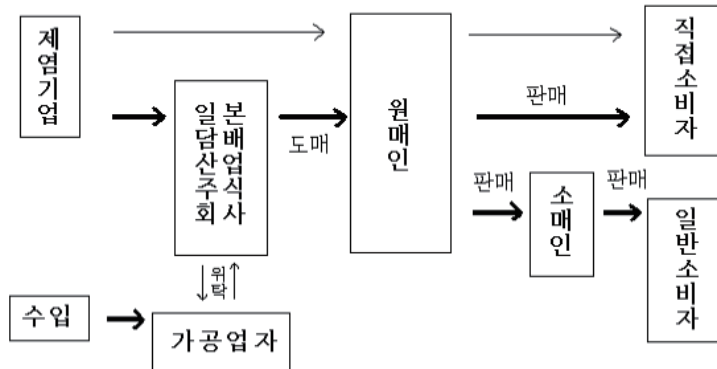 제염기업
일본담배산업주식회사
도매
원매인
판매
직접소비자
판매
소매인
판매
일반소비자
위탁
수입
가공업자